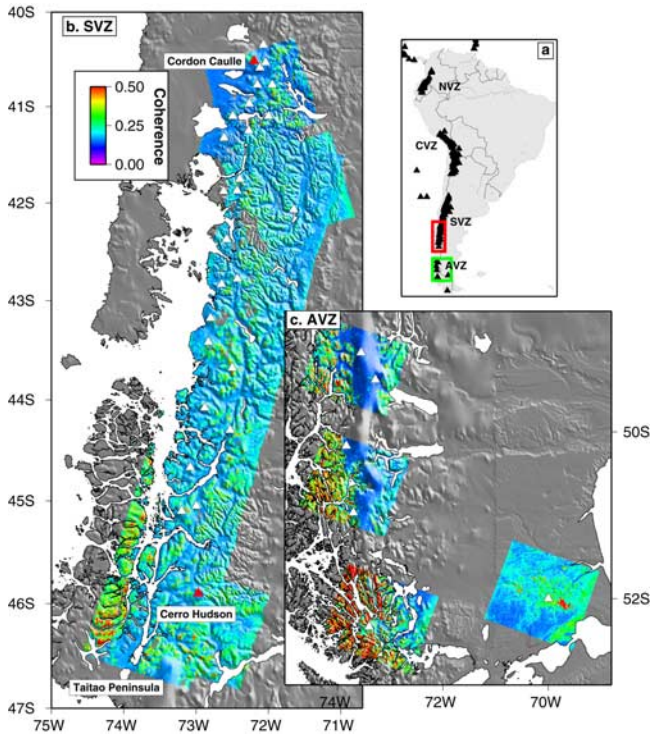 b. SVZ
Cordon Caulle
0.50
0.25
0.00
Coherence
40S
41S
42S
43S
44S
45S
46S
47S
Cerro Hudson
Taitao Peninsula
75W
74W
73W
72W
71W
a
NVZ
CVZ
SVZ
AVZ
c. AVZ
50S
52S
72W
70W